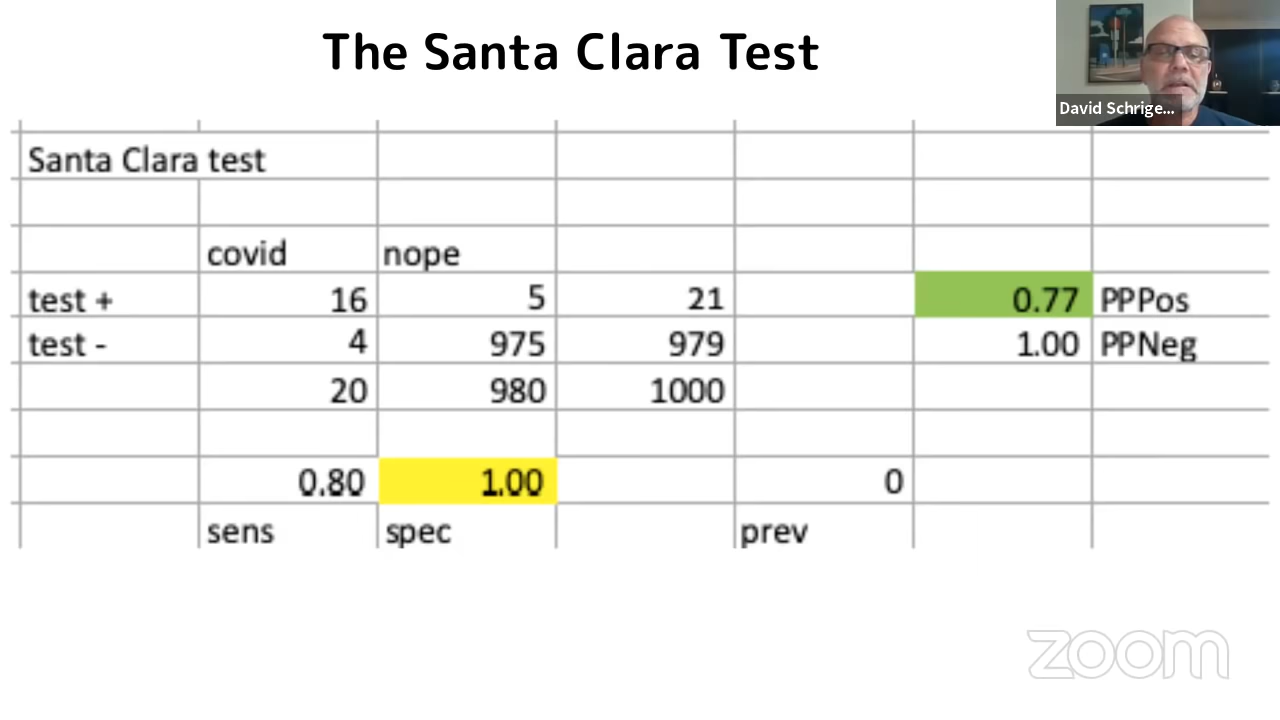 The Santa Clara Test
David Schrige...
Santa Clara test
covid nope
test + 16 5 21 0.77 PPPos
test - 4 975 979 1.00 PPNeg
20 980 1000
0.80 1.00 0
sens spec prev
zoom